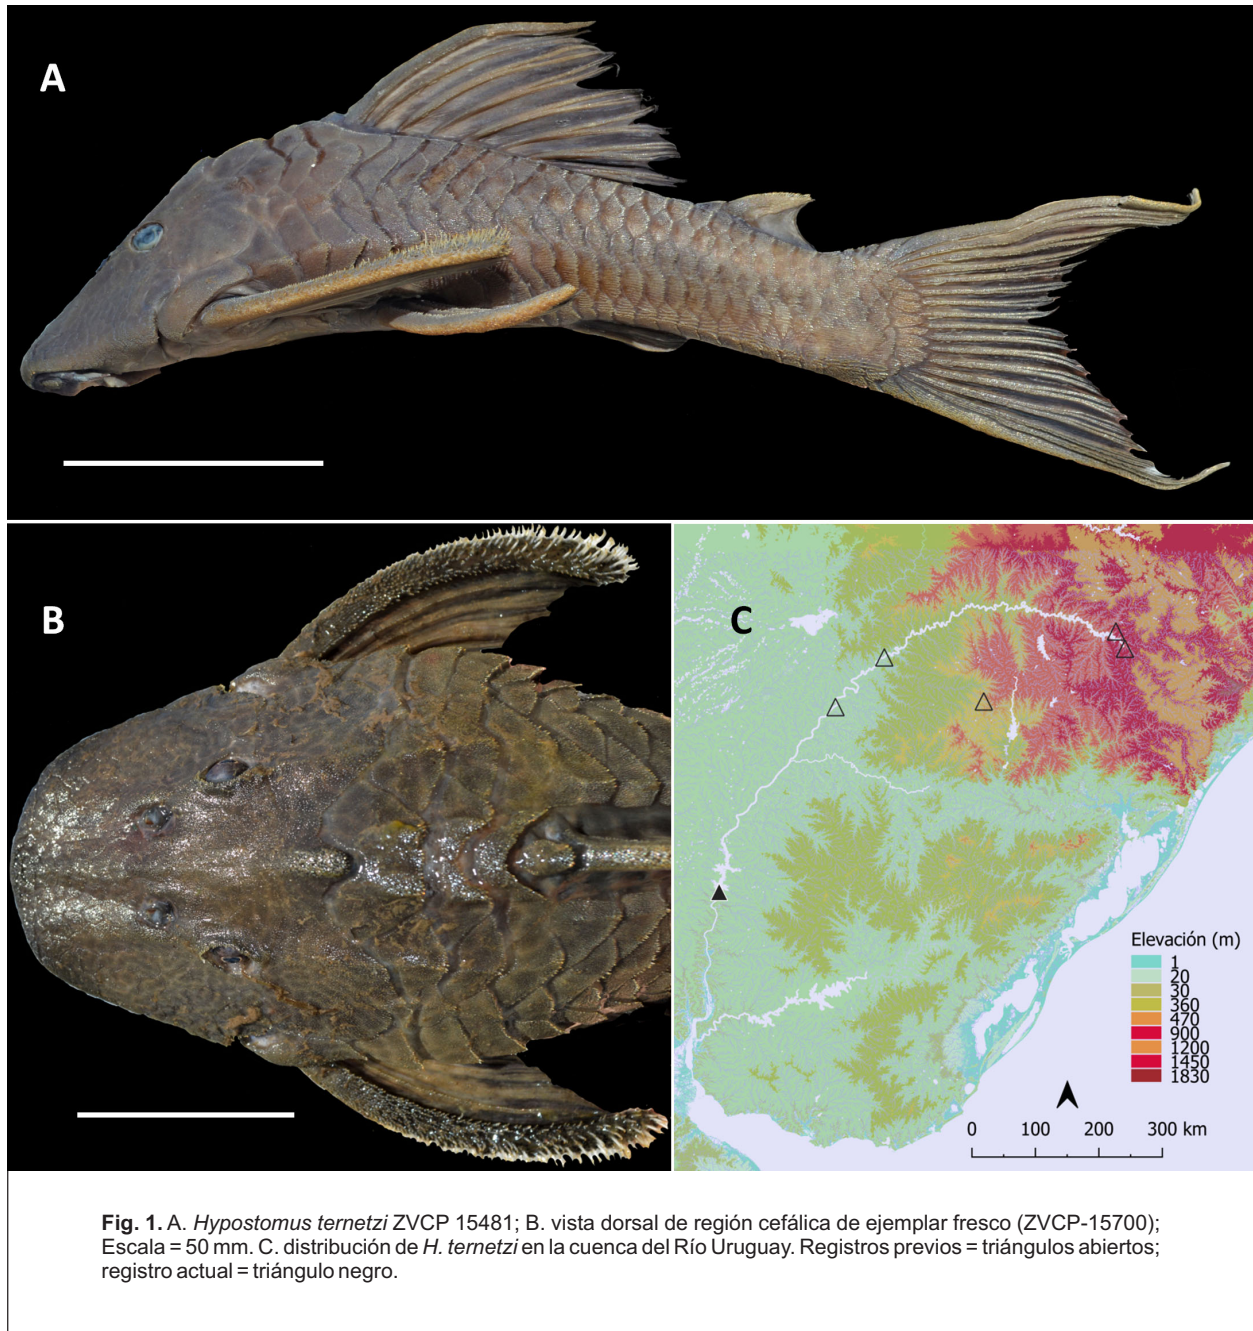 A
B
C
Elevación (m)
1
20
30
360
470
900
1200
1450
1830
0 100 200 300 km
Fig. 1. A. Hypostomus ternetzi ZVCP 15481; B. vista dorsal de región cefálica de ejemplar fresco (ZVCP-15700);
Escala = 50 mm. C. distribución de H. ternetzi en la cuenca del Río Uruguay. Registros previos = triángulos abiertos;
registro actual = triángulo negro.